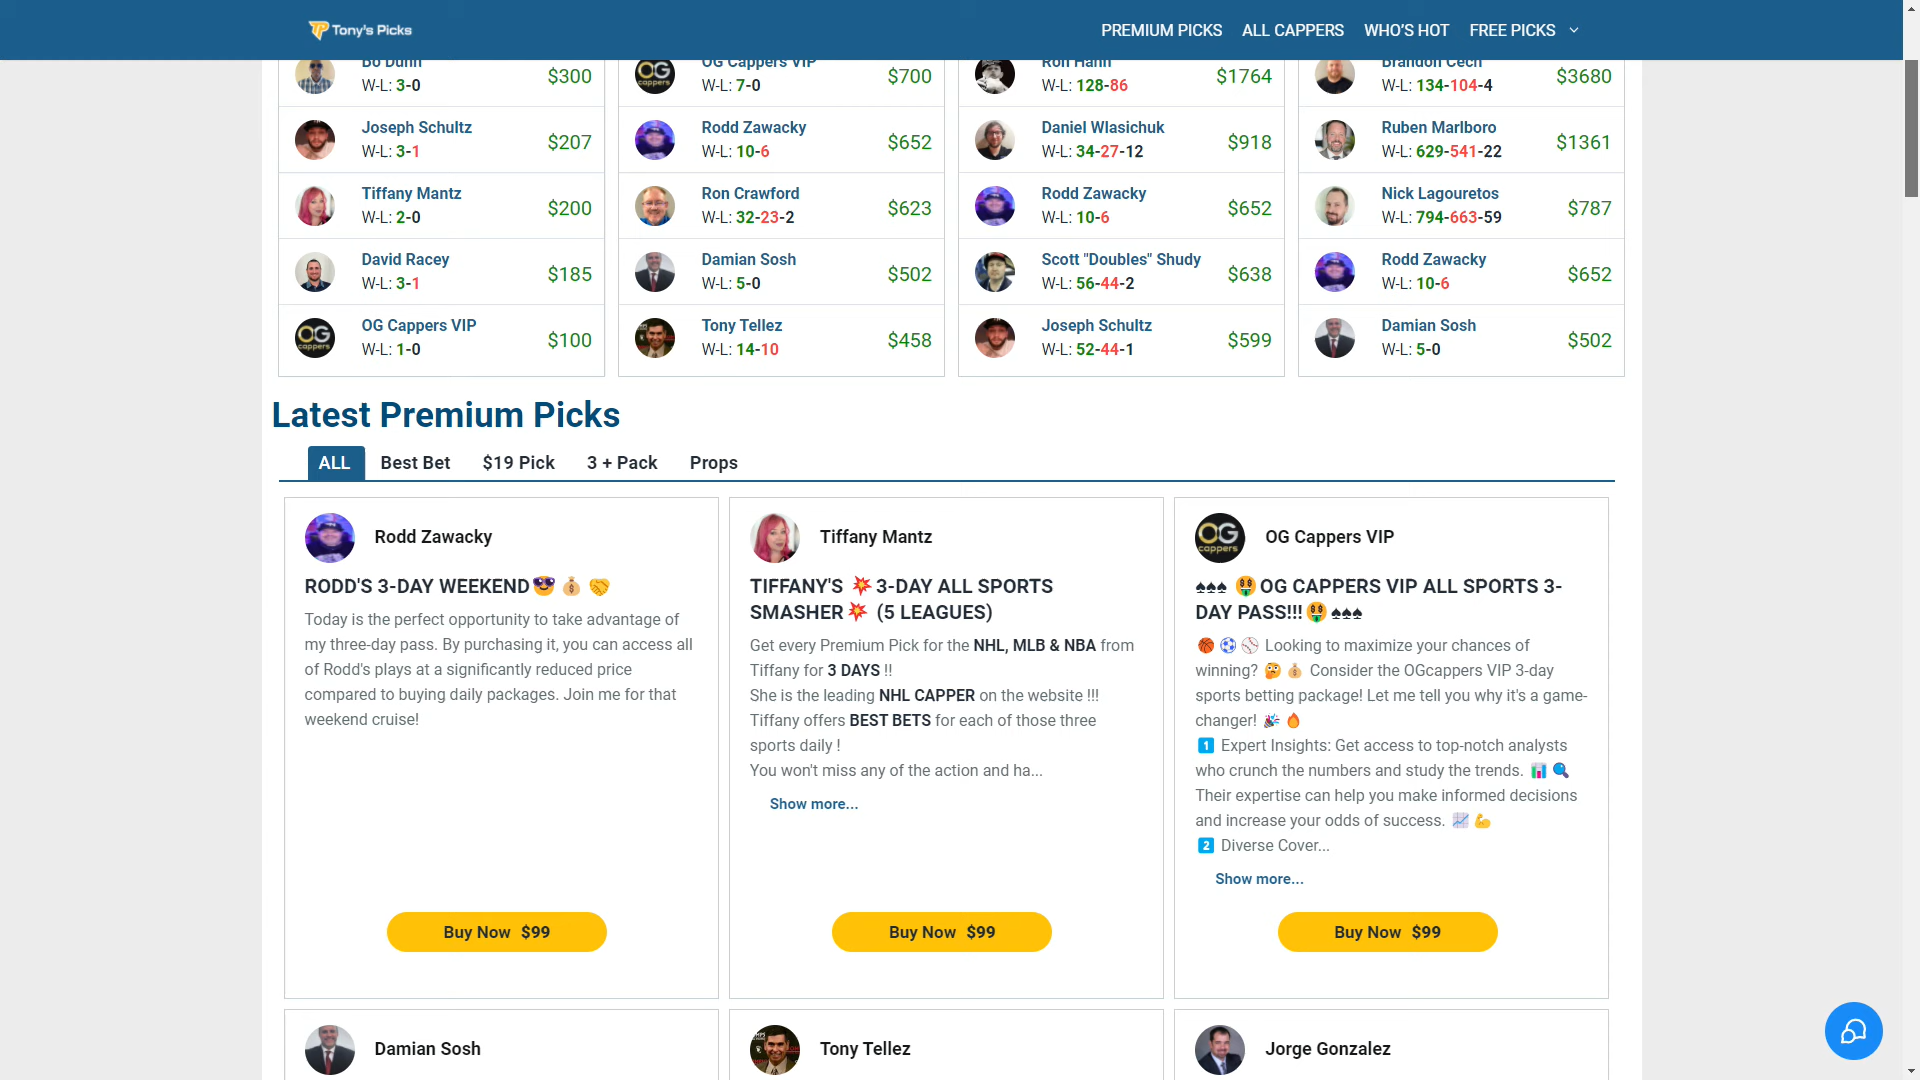 Tony's Picks
PREMIUM PICKS
ALL CAPPERS
WHO'S HOT
FREE PICKS
Bo Dunn
W-L: 3-0
$300
Joseph Schultz
W-L: 3-1
$207
Tiffany Mantz
W-L: 2-0
$200
David Racey
W-L: 3-1
$185
OG Cappers VIP
W-L: 1-0
$100
OG Cappers VIP
W-L: 7-0
$700
Rodd Zawacky
W-L: 10-6
$652
Ron Crawford
W-L: 32-23-2
$623
Damian Sosh
W-L: 5-0
$502
Tony Tellez
W-L: 14-10
$458
Ron Hahn
W-L: 128-86
$1764
Daniel Wlasichuk
W-L: 34-27-12
$918
Rodd Zawacky
W-L: 10-6
$652
Scott "Doubles" Shudy
W-L: 56-44-2
$638
Joseph Schultz
W-L: 52-44-1
$599
Brandon Cech
W-L: 134-104-4
$3680
Ruben Marlboro
W-L: 629-541-22
$1361
Nick Lagouretos
W-L: 794-663-59
$787
Rodd Zawacky
W-L: 10-6
$652
Damian Sosh
W-L: 5-0
$502
Latest Premium Picks
ALL
Best Bet
$19 Pick
3 + Pack
Props
Rodd Zawacky
RODD'S 3-DAY WEEKEND😎💰🤝
Today is the perfect opportunity to take advantage of
my three-day pass. By purchasing it, you can access all
of Rodd's plays at a significantly reduced price
compared to buying daily packages. Join me for that
weekend cruise!
Buy Now $99
Tiffany Mantz
TIFFANY'S 💥3-DAY ALL SPORTS
SMASHER💥 (5 LEAGUES)
Get every Premium Pick for the NHL, MLB & NBA from
Tiffany for 3 DAYS !!
She is the leading NHL CAPPER on the website !!!
Tiffany offers BEST BETS for each of those three
sports daily !
You won't miss any of the action and ha...
Show more...
Buy Now $99
OG Cappers VIP
♠♠♠ 🤑OG CAPPERS VIP ALL SPORTS 3-
DAY PASS!!!🤑♠♠♠
🏀⚽⚾ Looking to maximize your chances of
winning? 🤔💰 Consider the OGcappers VIP 3-day
sports betting package! Let me tell you why it's a game-
changer! 🎉🔥
1️⃣ Expert Insights: Get access to top-notch analysts
who crunch the numbers and study the trends. 📊🔍
Their expertise can help you make informed decisions
and increase your odds of success. 📈💪
2️⃣ Diverse Cover...
Show more...
Buy Now $99
Damian Sosh
Tony Tellez
Jorge Gonzalez